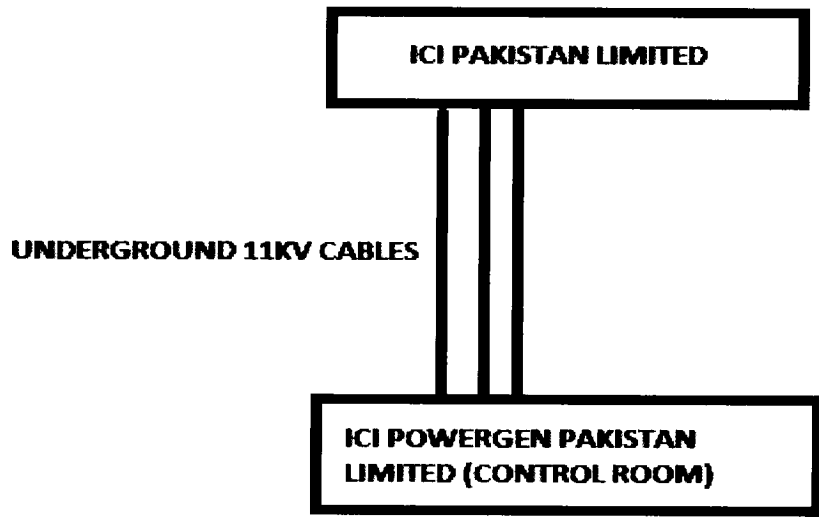 ICI PAKISTAN LIMITED
UNDERGROUND 11KV CABLES
ICI POWERGEN PAKISTAN
LIMITED (CONTROL ROOM)